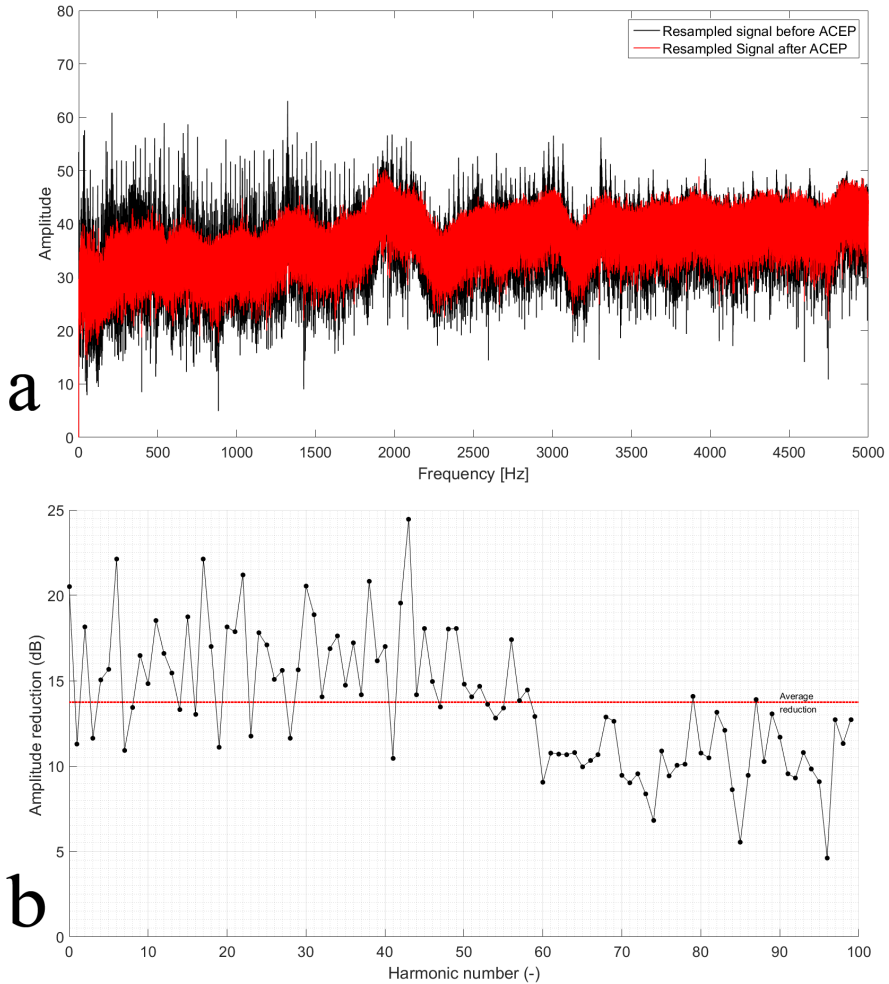 80
70
60
50
40
30
20
10
0
Amplitude
Resampled signal before ACEP
Resampled Signal after ACEP
0 500 1000 1500 2000 2500 3000 3500 4000 4500 5000
Frequency [Hz]
a
25
20
15
10
5
0
Amplitude reduction (dB)
Average
reduction
0 10 20 30 40 50 60 70 80 90 100
Harmonic number (-)
b